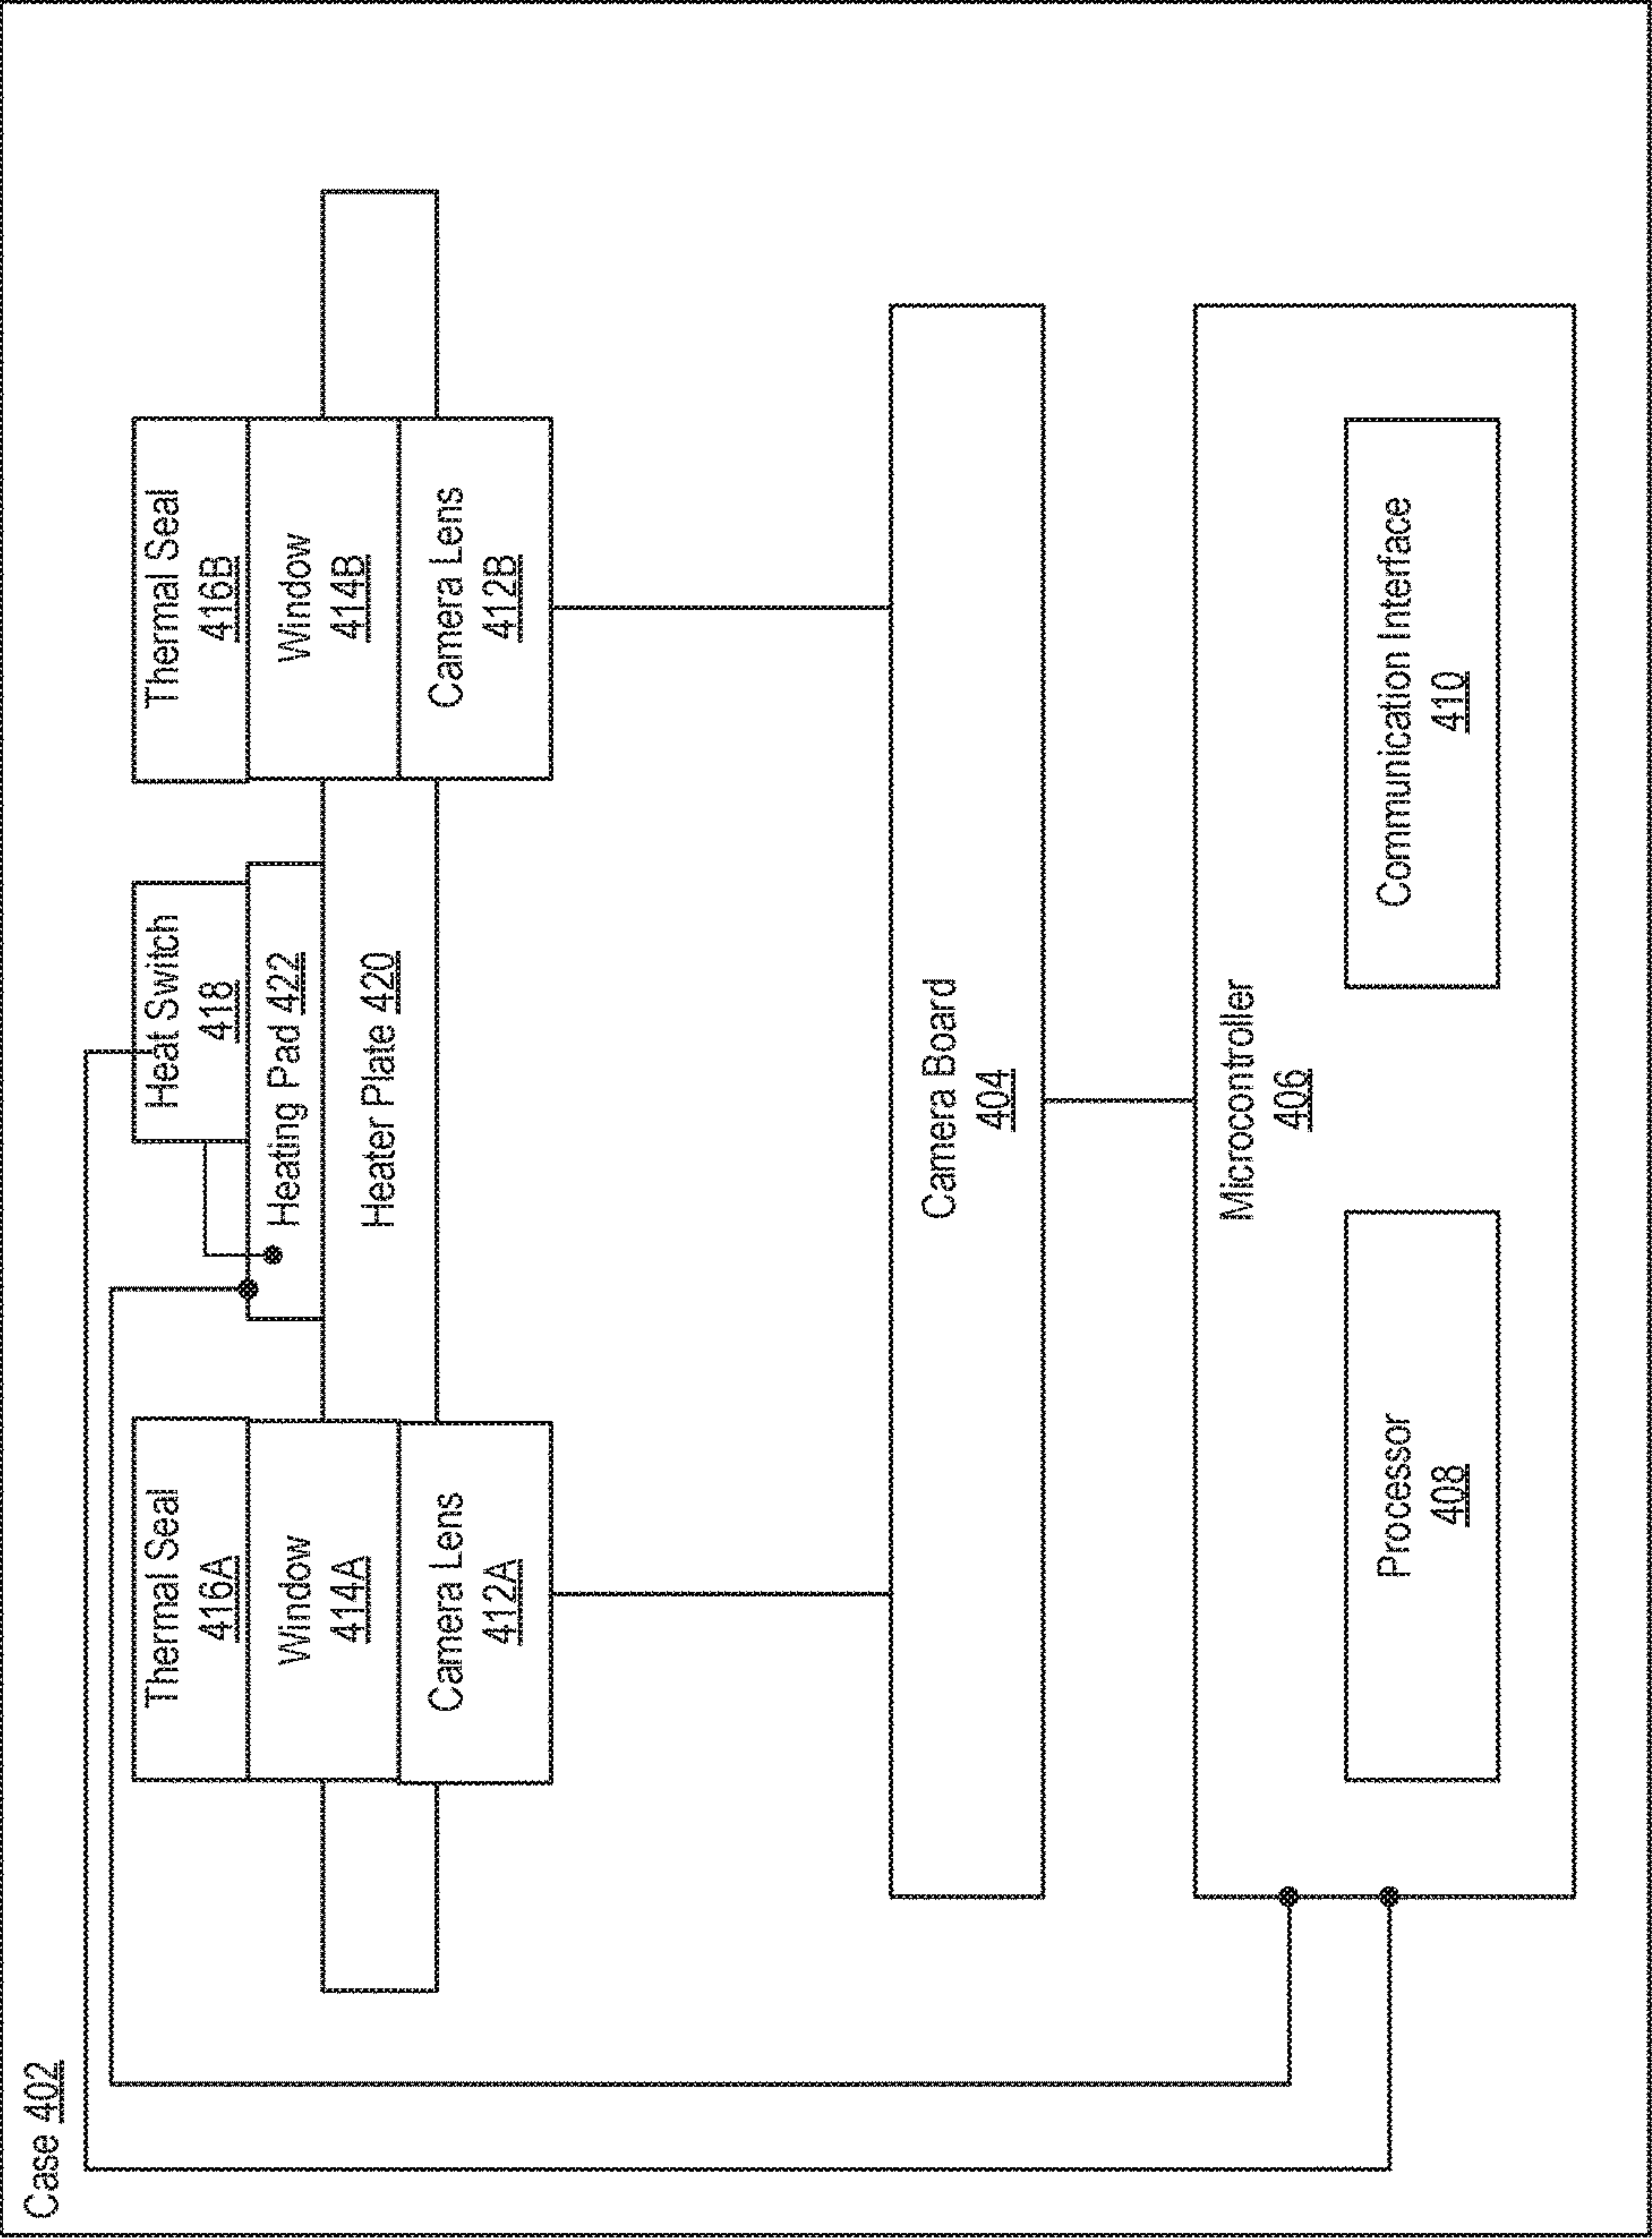 Case 402
Thermal Seal
416A
Window
414A
Camera Lens
412A
Heat Switch
418
Heating Pad 422
Heater Plate 420
Thermal Seal
416B
Window
414B
Camera Lens
412B
Camera Board
404
Microcontroller
406
Processor
408
Communication Interface
410